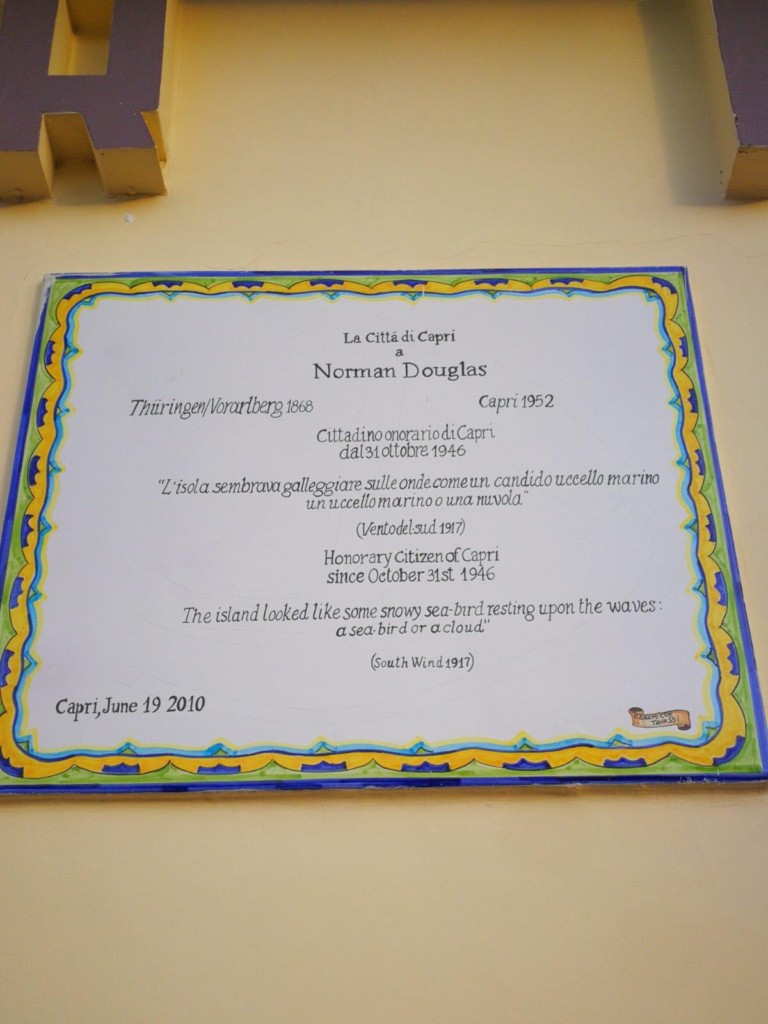 La Cittá di Capri
a
Norman Douglas
Thüringen/Vorarlberg 1868 Capri 1952
Cittadino onorario di Capri
dal 31 ottobre 1946
"L'isola sembrava galleggiare sulle onde come un candido uccello marino
un uccello marino o una nuvola"
(Vento del sud 1917)
Honorary Citizen of Capri
since October 31st 1946
The island looked like some snowy sea-bird resting upon the waves:
a sea-bird or a cloud"
(South Wind 1917)
Capri, June 19 2010